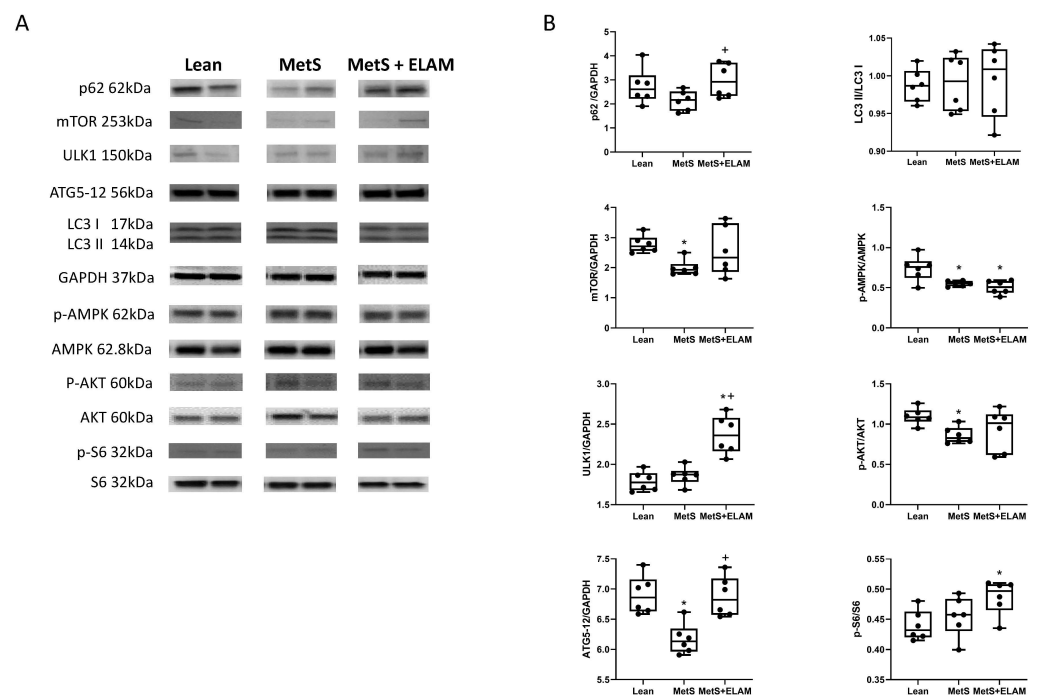 A
Lean MetS MetS + ELAM
p62 62kDa
mTOR 253kDa
ULK1 150kDa
ATG5-12 56kDa
LC3 I 17kDa
LC3 II 14kDa
GAPDH 37kDa
p-AMPK 62kDa
AMPK 62.8kDa
P-AKT 60kDa
AKT 60kDa
p-S6 32kDa
S6 32kDa
B
p62 /GAPDH
5
4
3
2
1
0
+
Lean MetS MetS+ELAM
LC3 II/LC3 I
1.05
1.00
0.95
0.90
Lean MetS MetS+ELAM
mTOR/GAPDH
4
3
2
1
0
*
Lean MetS MetS+ELAM
p-AMPK/AMPK
1.5
1.0
0.5
0.0
* *
Lean MetS MetS+ELAM
ULK1/GAPDH
3.0
2.5
2.0
1.5
*+
Lean MetS MetS+ELAM
p-AKT/AKT
1.5
1.0
0.5
0.0
*
Lean MetS MetS+ELAM
ATG5-12/GAPDH
7.5
7.0
6.5
6.0
5.5
* +
Lean MetS MetS+ELAM
p-S6/S6
0.55
0.50
0.45
0.40
0.35
*
Lean MetS MetS+ELAM